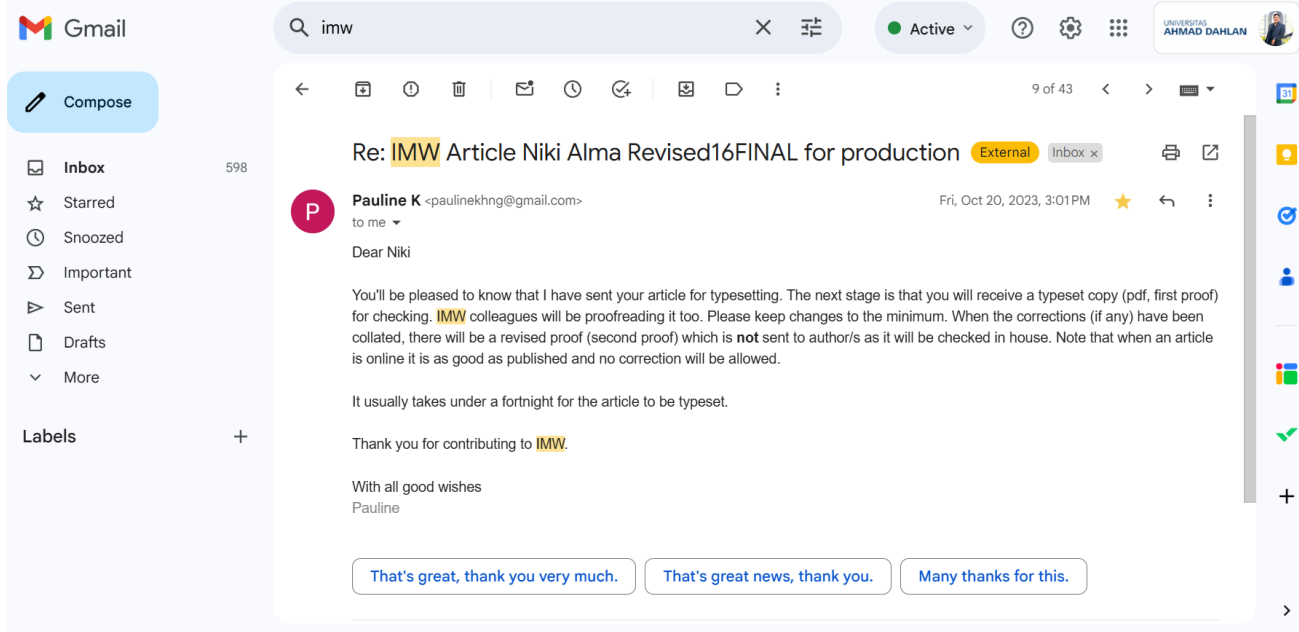 Gmail
imw
Active
UNIVERSITAS
AHMAD DAHLAN
Compose
9 of 43
31
Inbox 598
Starred
Snoozed
Important
Sent
Drafts
More
Labels
Re: IMW Article Niki Alma Revised16FINAL for production External Inbox x
P
Pauline K <paulinekhng@gmail.com> Fri, Oct 20, 2023, 3:01 PM
to me
Dear Niki
You'll be pleased to know that I have sent your article for typesetting. The next stage is that you will receive a typeset copy (pdf, first proof)
for checking. IMW colleagues will be proofreading it too. Please keep changes to the minimum. When the corrections (if any) have been
collated, there will be a revised proof (second proof) which is not sent to author/s as it will be checked in house. Note that when an article
is online it is as good as published and no correction will be allowed.
It usually takes under a fortnight for the article to be typeset.
Thank you for contributing to IMW.
With all good wishes
Pauline
That's great, thank you very much. That's great news, thank you. Many thanks for this.